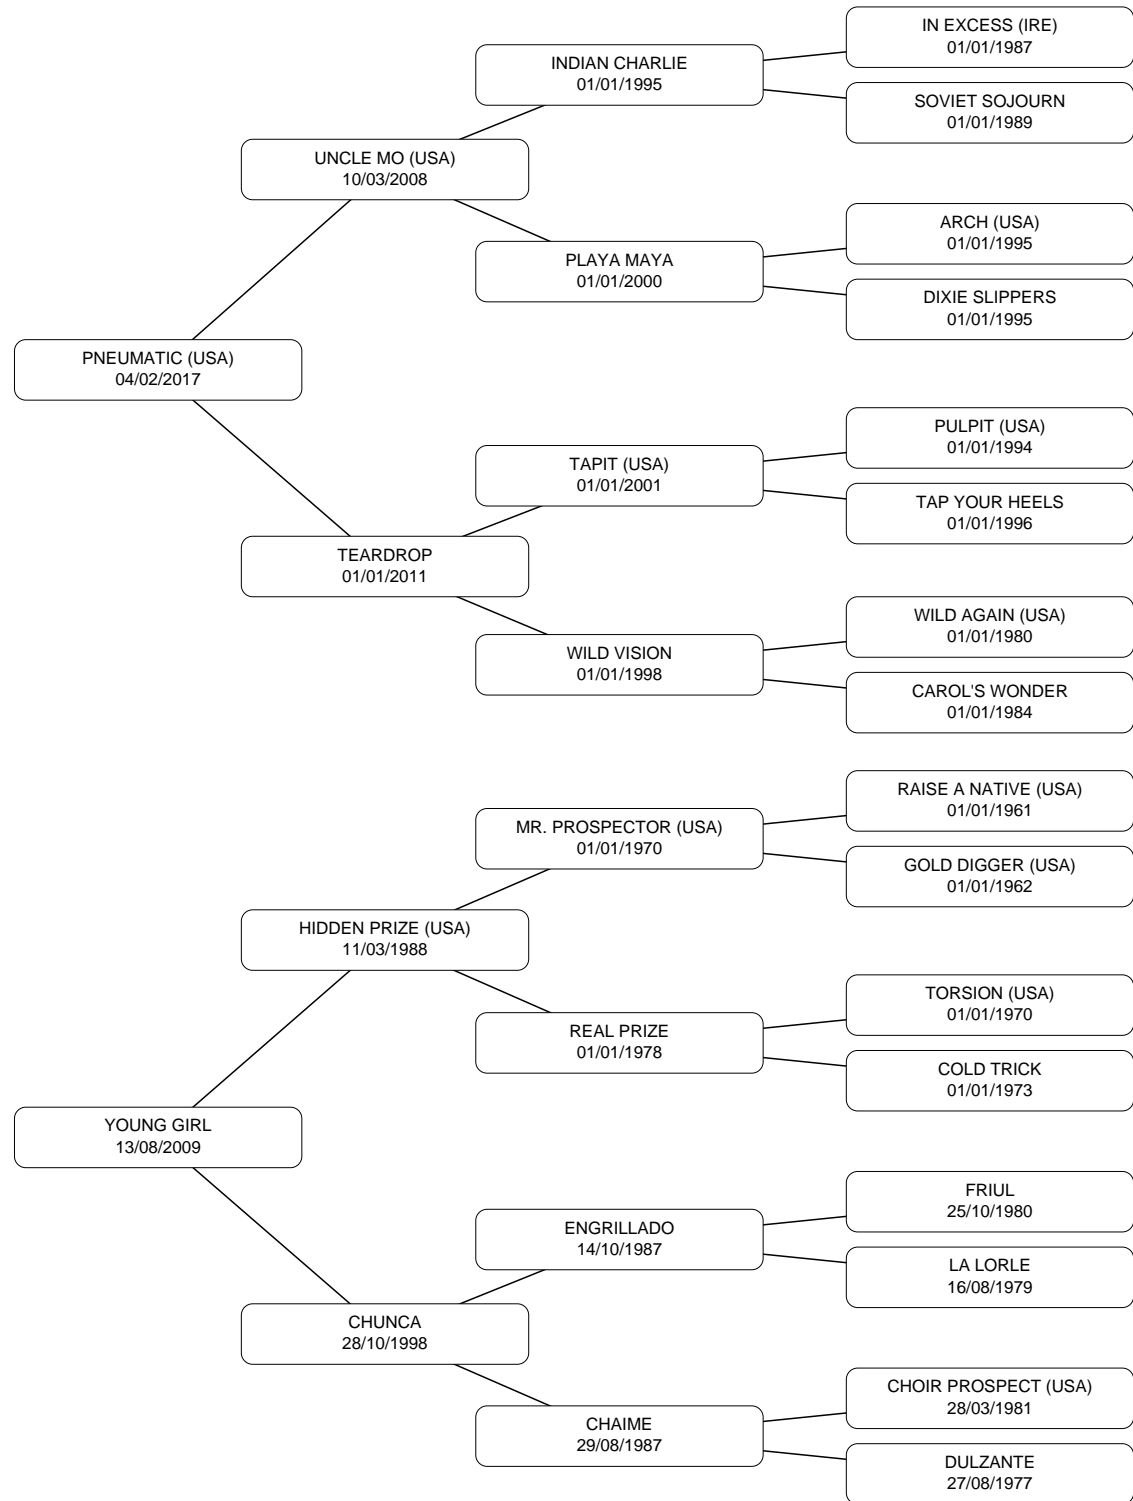 IN EXCESS (IRE)
01/01/1987
INDIAN CHARLIE
01/01/1995
SOVIET SOJOURN
01/01/1989
UNCLE MO (USA)
10/03/2008
ARCH (USA)
01/01/1995
PLAYA MAYA
01/01/2000
DIXIE SLIPPERS
01/01/1995
PNEUMATIC (USA)
04/02/2017
PULPIT (USA)
01/01/1994
TAPIT (USA)
01/01/2001
TAP YOUR HEELS
01/01/1996
TEARDROP
01/01/2011
WILD AGAIN (USA)
01/01/1980
WILD VISION
01/01/1998
CAROL'S WONDER
01/01/1984
RAISE A NATIVE (USA)
01/01/1961
MR. PROSPECTOR (USA)
01/01/1970
GOLD DIGGER (USA)
01/01/1962
HIDDEN PRIZE (USA)
11/03/1988
TORSION (USA)
01/01/1970
REAL PRIZE
01/01/1978
COLD TRICK
01/01/1973
YOUNG GIRL
13/08/2009
FRIUL
25/10/1980
ENGRILLADO
14/10/1987
LA LORLE
16/08/1979
CHUNCA
28/10/1998
CHOIR PROSPECT (USA)
28/03/1981
CHAIME
29/08/1987
DULZANTE
27/08/1977